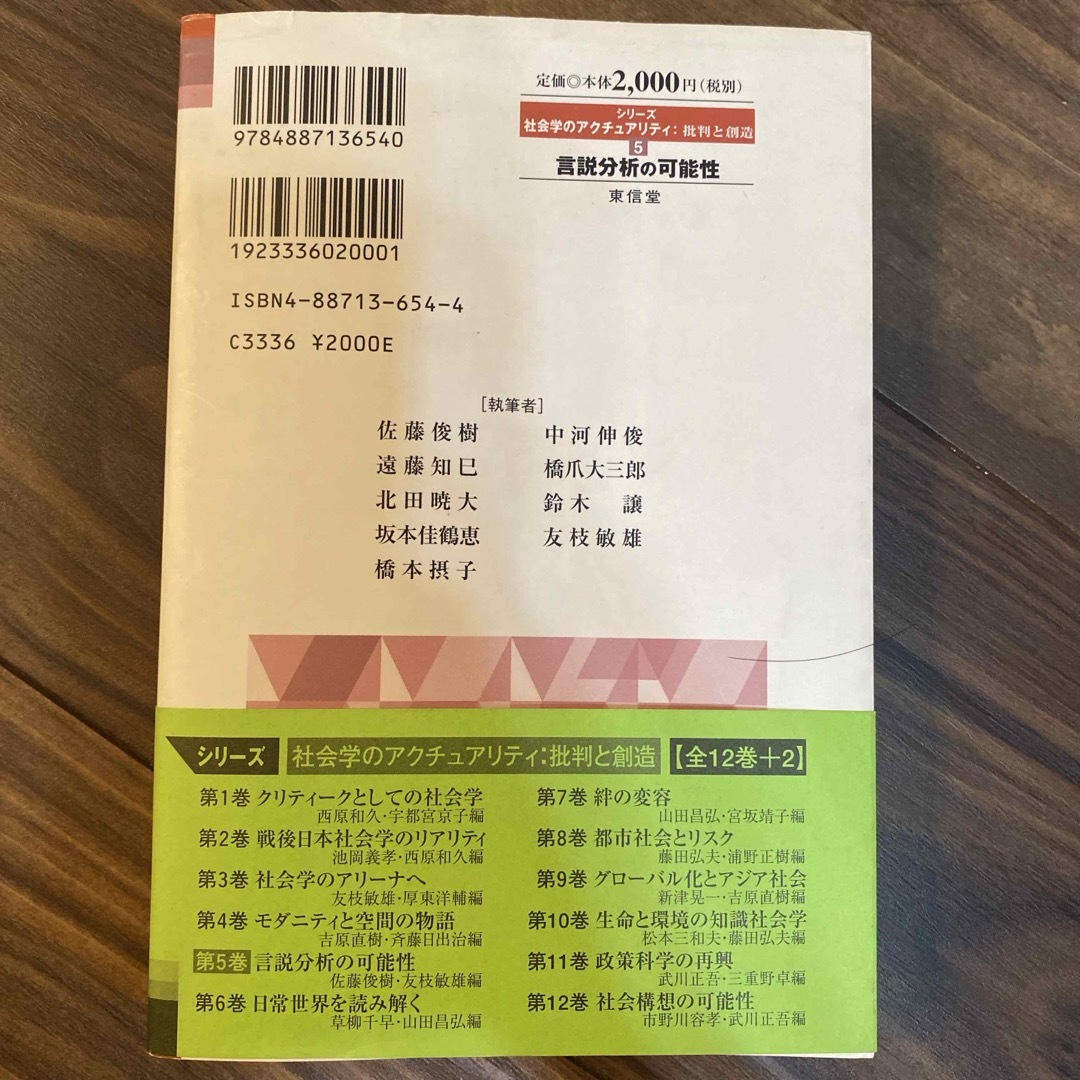 9784887136540
1923336020001
ISBN4-88713-654-4
C3336 ¥2000E
定価◎本体2,000円(税別)
シリーズ
社会学のアクチュアリティ:批判と創造
5
言説分析の可能性
東信堂
[執筆者]
佐藤俊樹
遠藤知巳
北田暁大
坂本佳鶴恵
橋本摂子
中河伸俊
橋爪大三郎
鈴木 譲
友枝敏雄
シリーズ 社会学のアクチュアリティ:批判と創造 【全12巻+2】
第1巻 クリティークとしての社会学
西原和久・宇都宮京子編
第2巻 戦後日本社会学のリアリティ
池岡義孝・西原和久編
第3巻 社会学のアリーナへ
友枝敏雄・厚東洋輔編
第4巻 モダニティと空間の物語
吉原直樹・斉藤日出治編
第5巻 言説分析の可能性
佐藤俊樹・友枝敏雄編
第6巻 日常世界を読み解く
草柳千早・山田昌弘編
第7巻 絆の変容
山田昌弘・宮坂靖子編
第8巻 都市社会とリスク
藤田弘夫・浦野正樹編
第9巻 グローバル化とアジア社会
新津晃一・吉原直樹編
第10巻 生命と環境の知識社会学
松本三和夫・藤田弘夫編
第11巻 政策科学の再興
武川正吾・三重野卓編
第12巻 社会構想の可能性
市野川容孝・武川正吾編